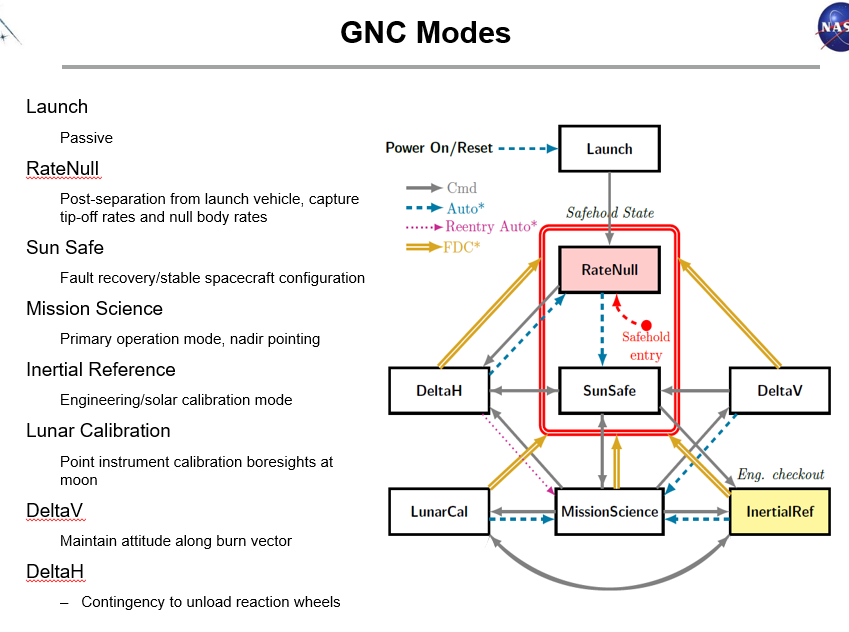 GNC Modes
NAS
Launch
Passive
RateNull
Post-separation from launch vehicle, capture
tip-off rates and null body rates
Sun Safe
Fault recovery/stable spacecraft configuration
Mission Science
Primary operation mode, nadir pointing
Inertial Reference
Engineering/solar calibration mode
Lunar Calibration
Point instrument calibration boresights at
moon
DeltaV
Maintain attitude along burn vector
DeltaH
– Contingency to unload reaction wheels
Power On/Reset
Launch
Cmd
Auto*
Reentry Auto*
FDC*
Safehold State
RateNull
Safehold
entry
DeltaH
SunSafe
DeltaV
Eng. checkout
LunarCal
MissionScience
InertialRef